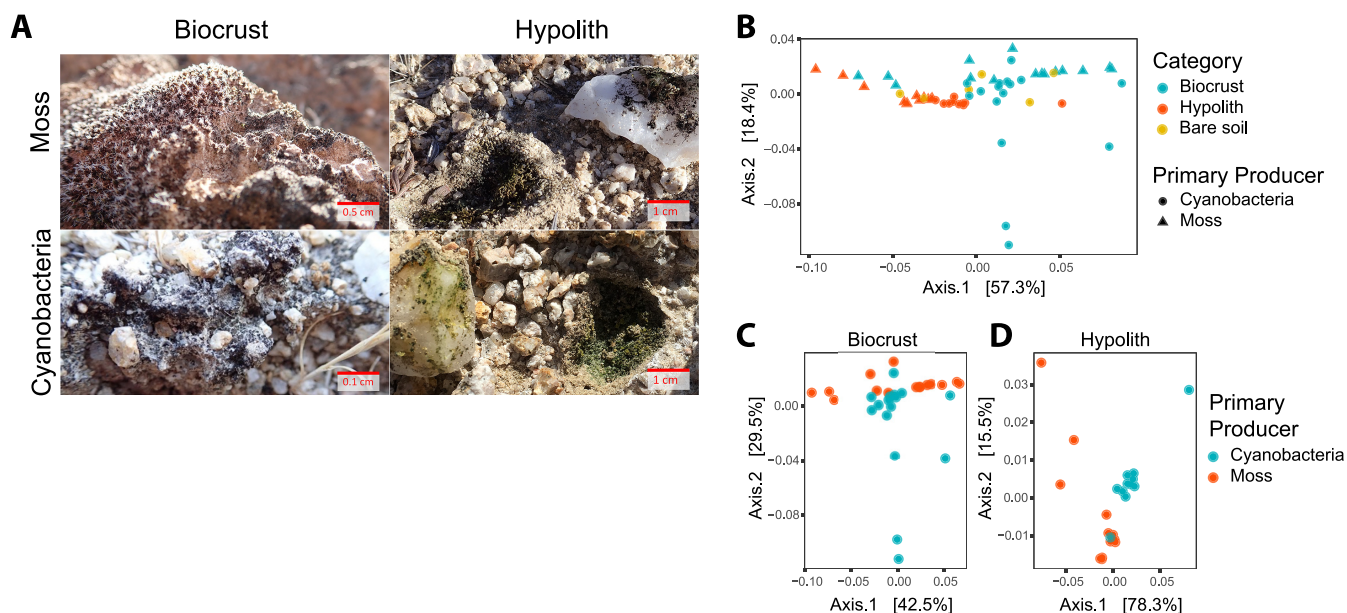 A
Biocrust
Hypolith
Moss
0.5 cm
1 cm
Cyanobacteria
0.1 cm
1 cm
B
0.04
0.00
−0.04
−0.08
Axis.2 [18.4%]
−0.10
−0.05
0.00
0.05
Axis.1 [57.3%]
Category
Biocrust
Hypolith
Bare soil
Primary Producer
Cyanobacteria
Moss
C
Biocrust
0.00
−0.04
−0.08
Axis.2 [29.5%]
−0.10
−0.05
0.00
0.05
Axis.1 [42.5%]
D
Hypolith
0.03
0.02
0.01
0.00
−0.01
Axis.2 [15.5%]
−0.05
0.00
0.05
Axis.1 [78.3%]
Primary
Producer
Cyanobacteria
Moss